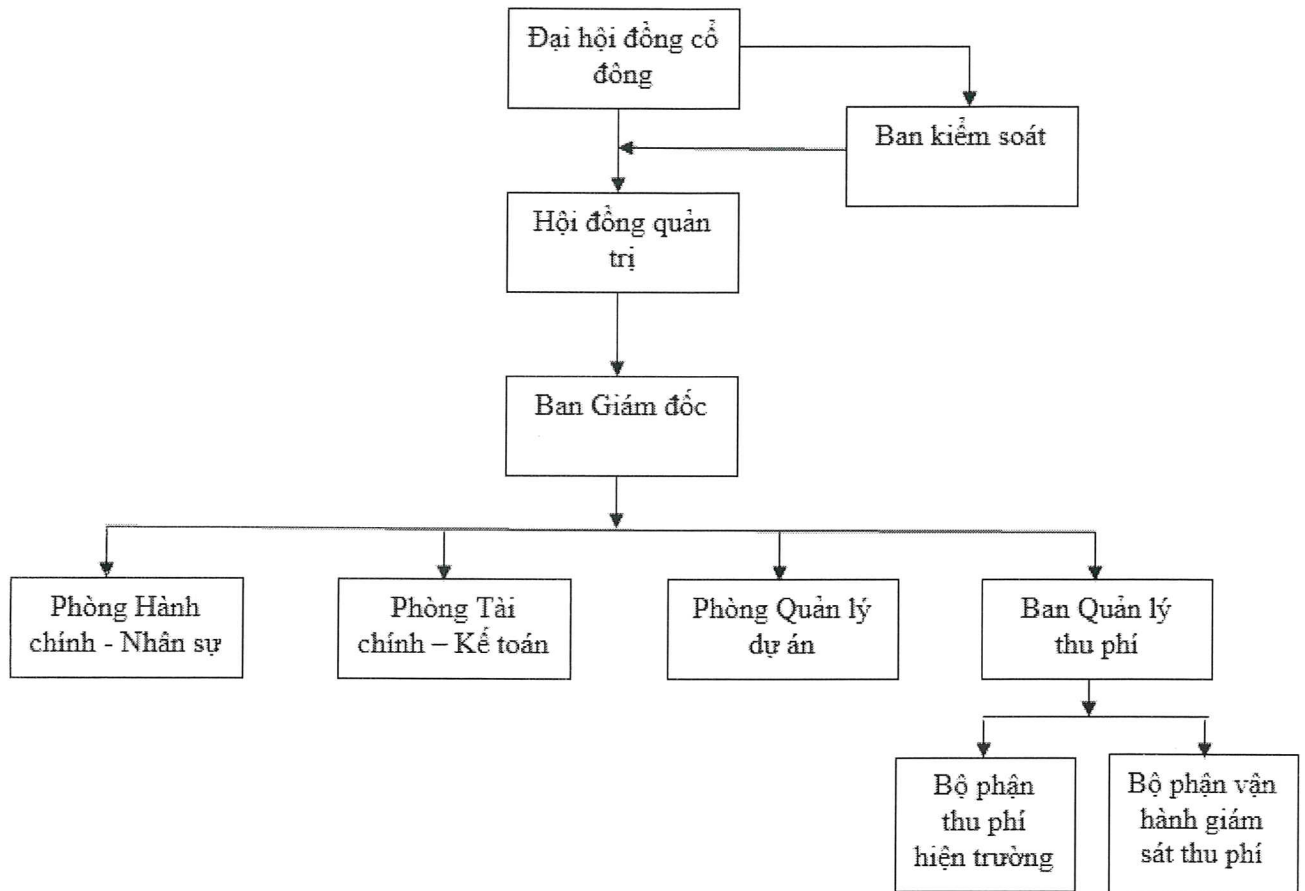 Đại hội đồng cổ
đông
Ban kiểm soát
Hội đồng quản
trị
Ban Giám đốc
Phòng Hành
chính - Nhân sự
Phòng Tài
chính – Kế toán
Phòng Quản lý
dự án
Ban Quản lý
thu phí
Bộ phận
thu phí
hiện trường
Bộ phận vận
hành giám
sát thu phí